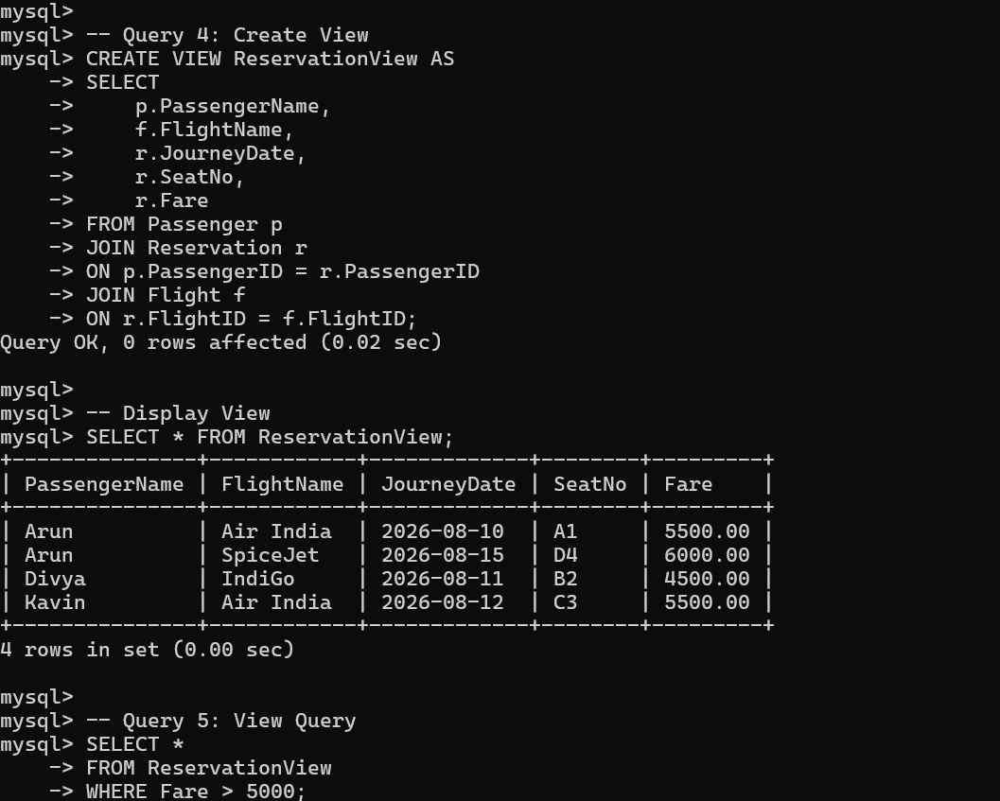 mysql>
mysql> -- Query 4: Create View
mysql> CREATE VIEW ReservationView AS
    -> SELECT
    ->     p.PassengerName,
    ->     f.FlightName,
    ->     r.JourneyDate,
    ->     r.SeatNo,
    ->     r.Fare
    -> FROM Passenger p
    -> JOIN Reservation r
    -> ON p.PassengerID = r.PassengerID
    -> JOIN Flight f
    -> ON r.FlightID = f.FlightID;
Query OK, 0 rows affected (0.02 sec)

mysql>
mysql> -- Display View
mysql> SELECT * FROM ReservationView;
+---------------+------------+-------------+--------+---------+
| PassengerName | FlightName | JourneyDate | SeatNo | Fare    |
+---------------+------------+-------------+--------+---------+
| Arun          | Air India  | 2026-08-10  | A1     | 5500.00 |
| Arun          | SpiceJet   | 2026-08-15  | D4     | 6000.00 |
| Divya         | IndiGo     | 2026-08-11  | B2     | 4500.00 |
| Kavin         | Air India  | 2026-08-12  | C3     | 5500.00 |
+---------------+------------+-------------+--------+---------+
4 rows in set (0.00 sec)

mysql>
mysql> -- Query 5: View Query
mysql> SELECT *
    -> FROM ReservationView
    -> WHERE Fare > 5000;